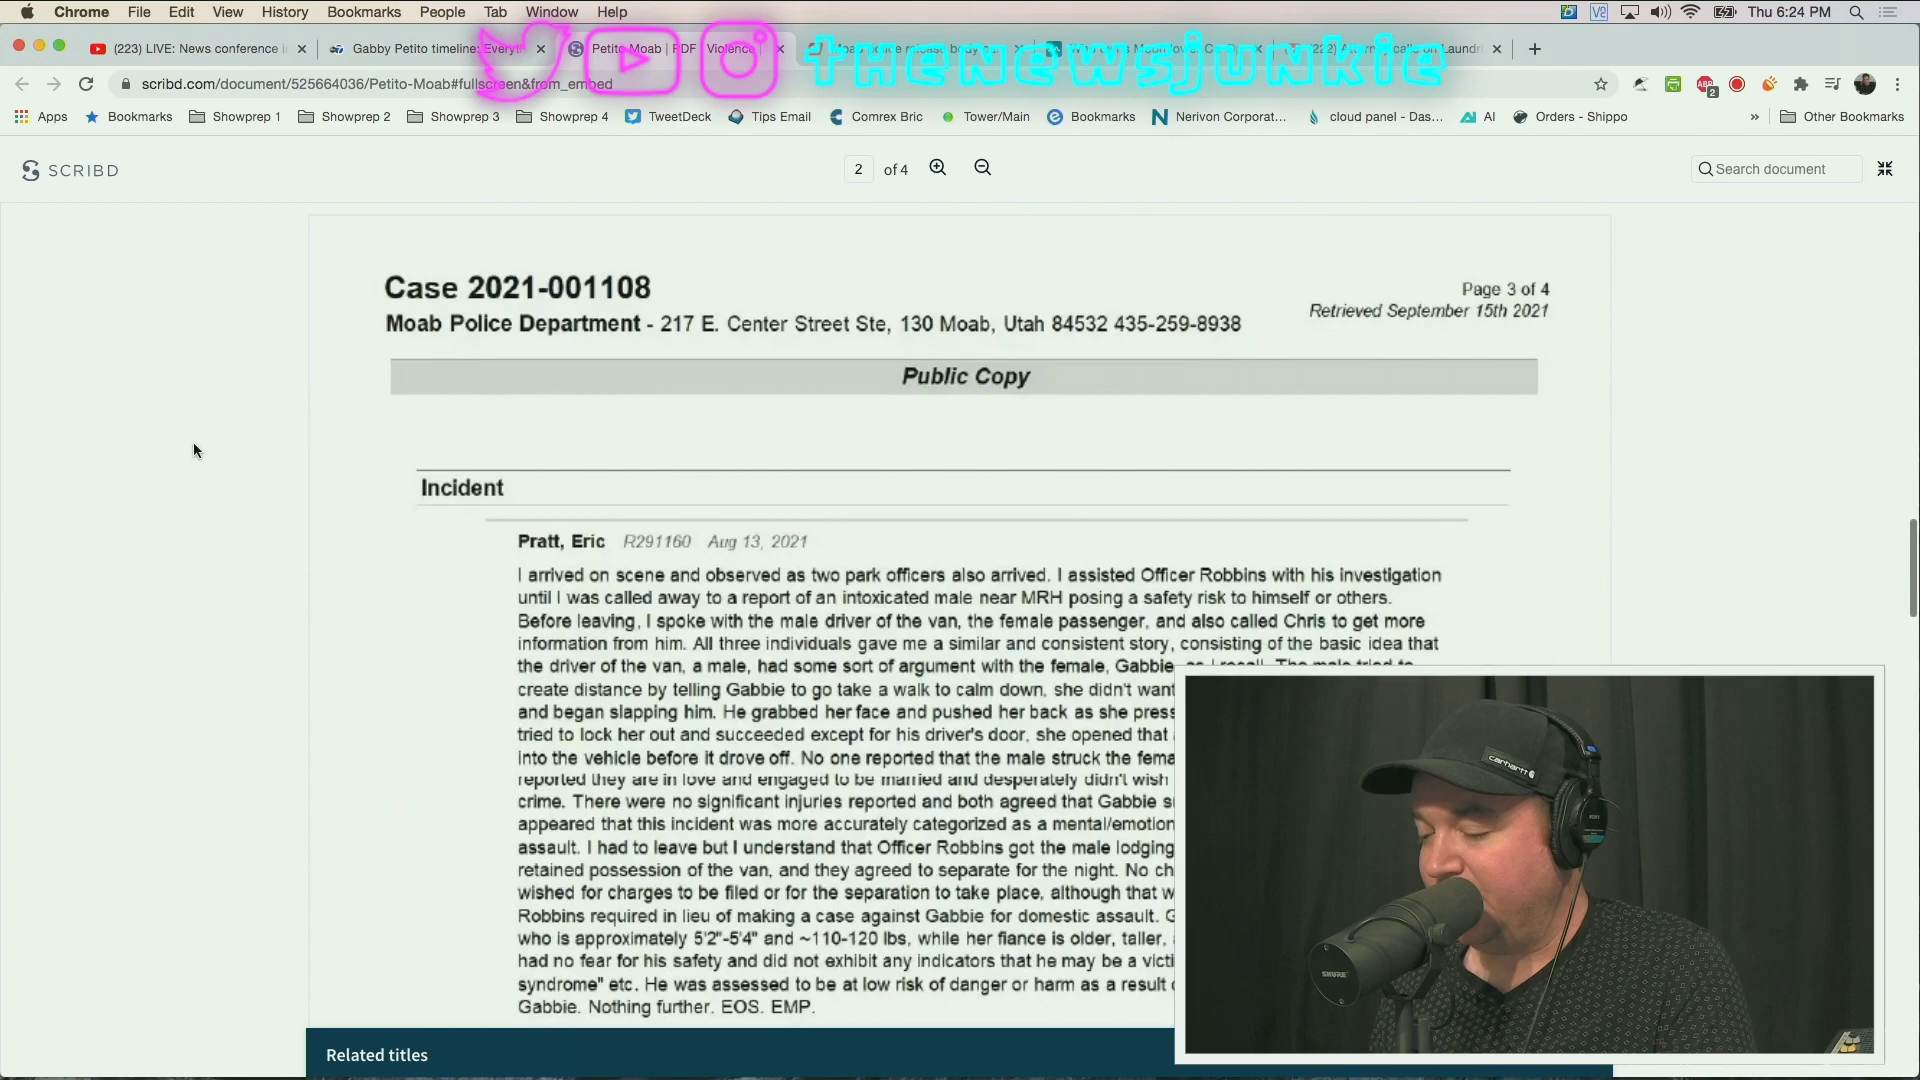 Chrome File Edit View History Bookmarks People Tab Window Help Thu 6:24 PM
(223) LIVE: News conference i
Gabby Petito timeline: Everyth
Petito Moab | PDF | Violence
thenewsjunkie
scribd.com/document/525664036/Petito-Moab#fullscreen&from_embed
Apps Bookmarks Showprep 1 Showprep 2 Showprep 3 Showprep 4 TweetDeck Tips Email Comrex Bric Tower/Main Bookmarks Nerivon Corporat... cloud panel - Das... AI Orders - Shippo » Other Bookmarks
SCRIBD
2 of 4
Search document
Case 2021-001108
Page 3 of 4
Moab Police Department - 217 E. Center Street Ste, 130 Moab, Utah 84532 435-259-8938
Retrieved September 15th 2021
Public Copy
Incident
Pratt, Eric R291160 Aug 13, 2021
I arrived on scene and observed as two park officers also arrived. I assisted Officer Robbins with his investigation
until I was called away to a report of an intoxicated male near MRH posing a safety risk to himself or others.
Before leaving, I spoke with the male driver of the van, the female passenger, and also called Chris to get more
information from him. All three individuals gave me a similar and consistent story, consisting of the basic idea that
the driver of the van, a male, had some sort of argument with the female, Gabbie, as I recall. The male tried to
create distance by telling Gabbie to go take a walk to calm down, she didn't want
and began slapping him. He grabbed her face and pushed her back as she press
tried to lock her out and succeeded except for his driver's door, she opened that
into the vehicle before it drove off. No one reported that the male struck the fema
reported they are in love and engaged to be married and desperately didn't wish
crime. There were no significant injuries reported and both agreed that Gabbie s
appeared that this incident was more accurately categorized as a mental/emotion
assault. I had to leave but I understand that Officer Robbins got the male lodging
retained possession of the van, and they agreed to separate for the night. No ch
wished for charges to be filed or for the separation to take place, although that w
Robbins required in lieu of making a case against Gabbie for domestic assault. G
who is approximately 5'2"-5'4" and ~110-120 lbs, while her fiance is older, taller,
had no fear for his safety and did not exhibit any indicators that he may be a victi
syndrome" etc. He was assessed to be at low risk of danger or harm as a result
Gabbie. Nothing further. EOS. EMP.
Related titles
carhartt
SHURE